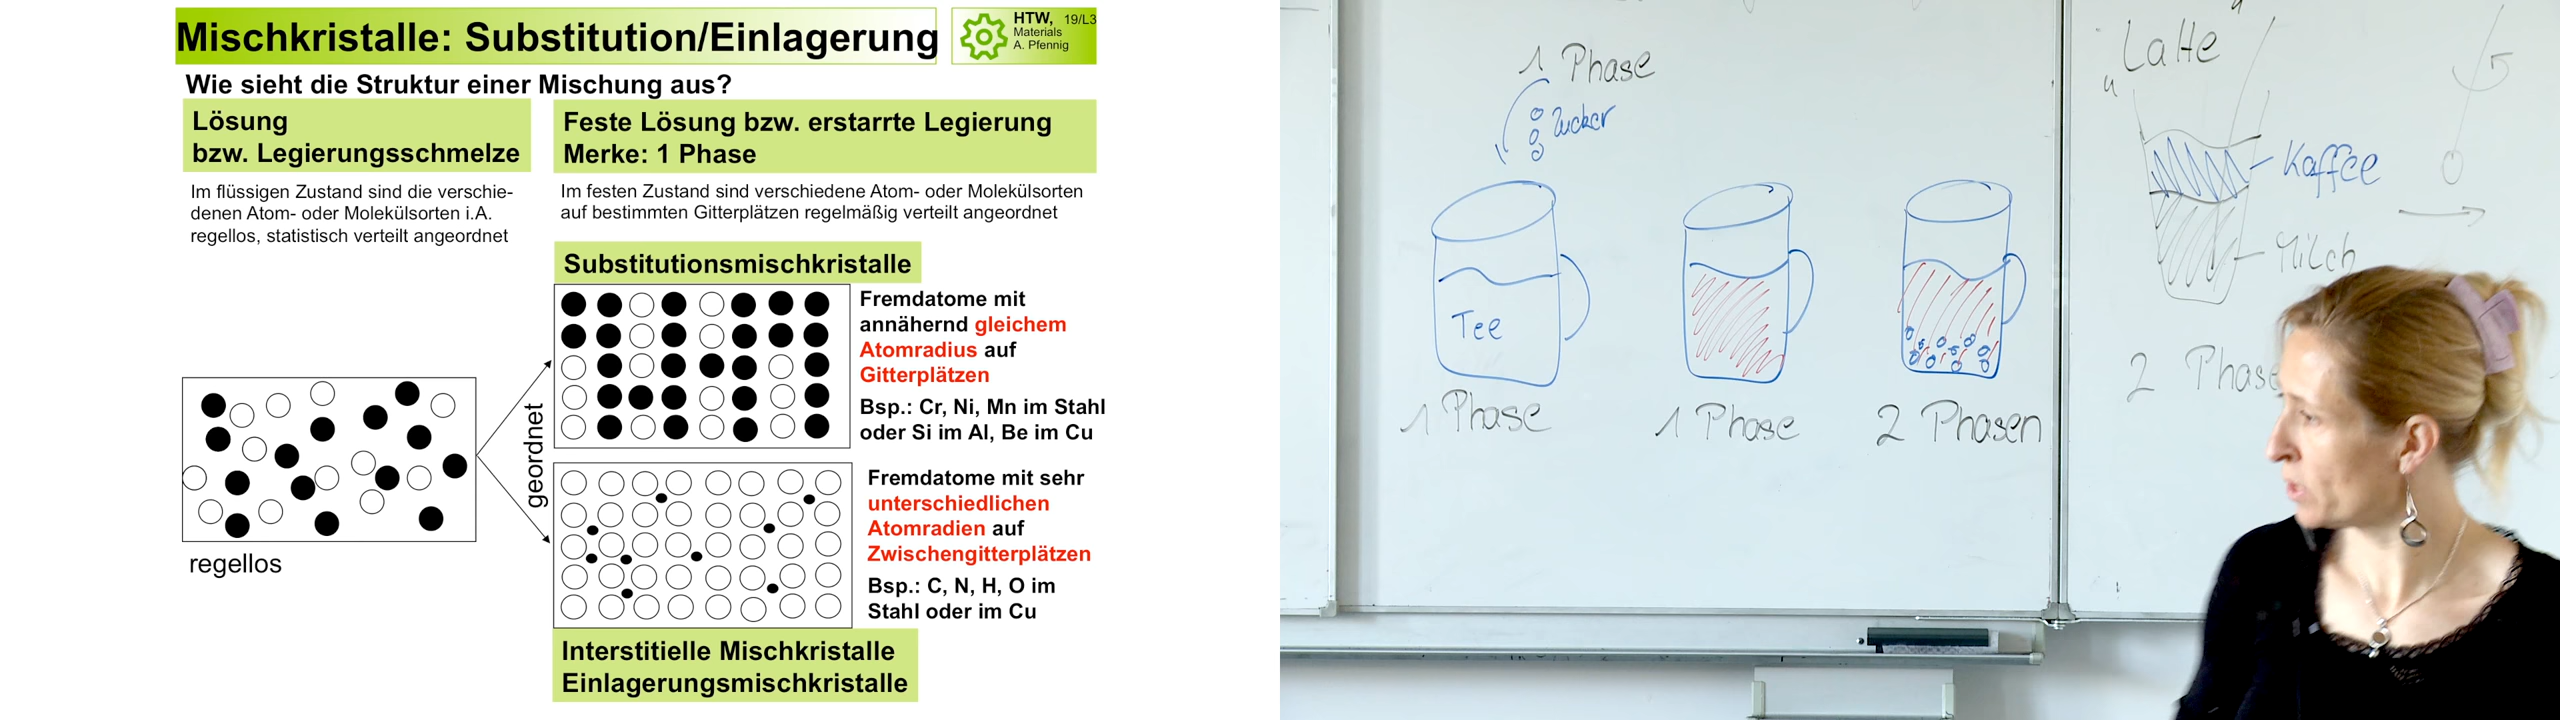 Mischkristalle: Substitution/Einlagerung
HTW, 19/L3
Materials
A. Pfennig
Wie sieht die Struktur einer Mischung aus?
Lösung
bzw. Legierungsschmelze
Feste Lösung bzw. erstarrte Legierung
Merke: 1 Phase
Im flüssigen Zustand sind die verschie-
denen Atom- oder Molekülsorten i.A.
regellos, statistisch verteilt angeordnet
Im festen Zustand sind verschiedene Atom- oder Molekülsorten
auf bestimmten Gitterplätzen regelmäßig verteilt angeordnet
Substitutionsmischkristalle
Fremdatome mit
annähernd gleichem
Atomradius auf
Gitterplätzen
Bsp.: Cr, Ni, Mn im Stahl
oder Si im Al, Be im Cu
geordnet
regellos
Fremdatome mit sehr
unterschiedlichen
Atomradien auf
Zwischengitterplätzen
Bsp.: C, N, H, O im
Stahl oder im Cu
Interstitielle Mischkristalle
Einlagerungsmischkristalle
1 Phase
Zucker
Tee
1 Phase
1 Phase
2 Phasen
"Latte"
Kaffee
Milch
2 Phase